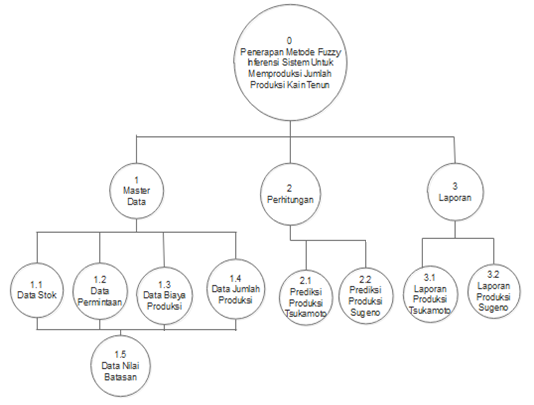 0
Penerapan Metode Fuzzy
Inferensi Sistem Untuk
Memproduksi Jumlah
Produksi Kain Tenun
1
Master
Data
2
Perhitungan
3
Laporan
1.1
Data Stok
1.2
Data
Permintaan
1.3
Data Biaya
Produksi
1.4
Data Jumlah
Produksi
2.1
Prediksi
Produksi
Tsukamoto
2.2
Prediksi
Produksi
Sugeno
3.1
Laporan
Produksi
Tsukamoto
3.2
Laporan
Produksi
Sugeno
1.5
Data Nilai
Batasan